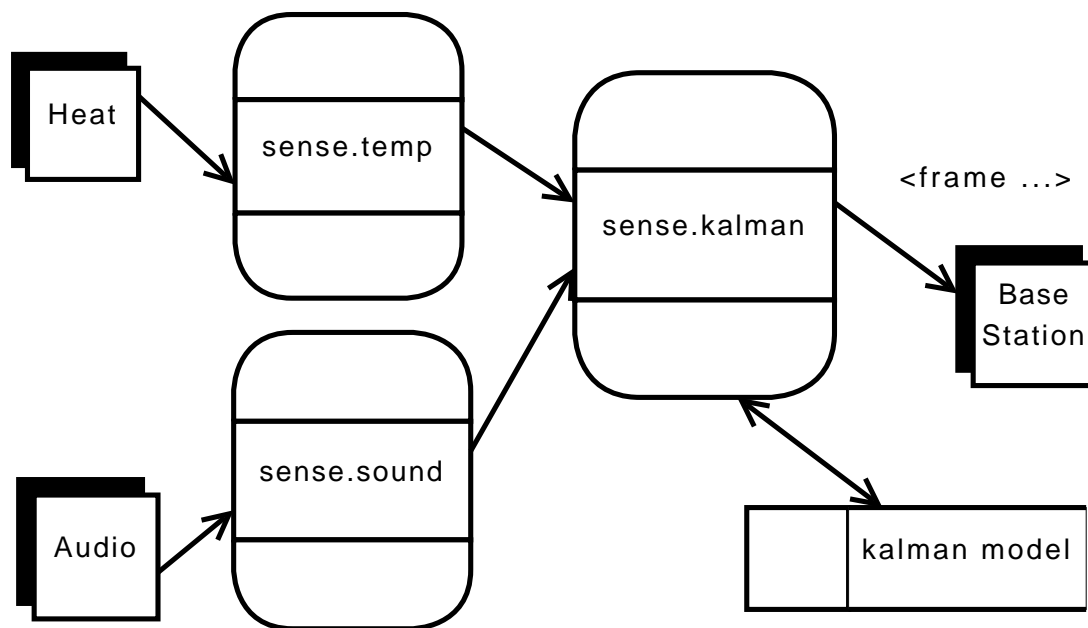 Heat
sense.temp
sense.kalman
<frame ...>
Base
Station
sense.sound
Audio
kalman model